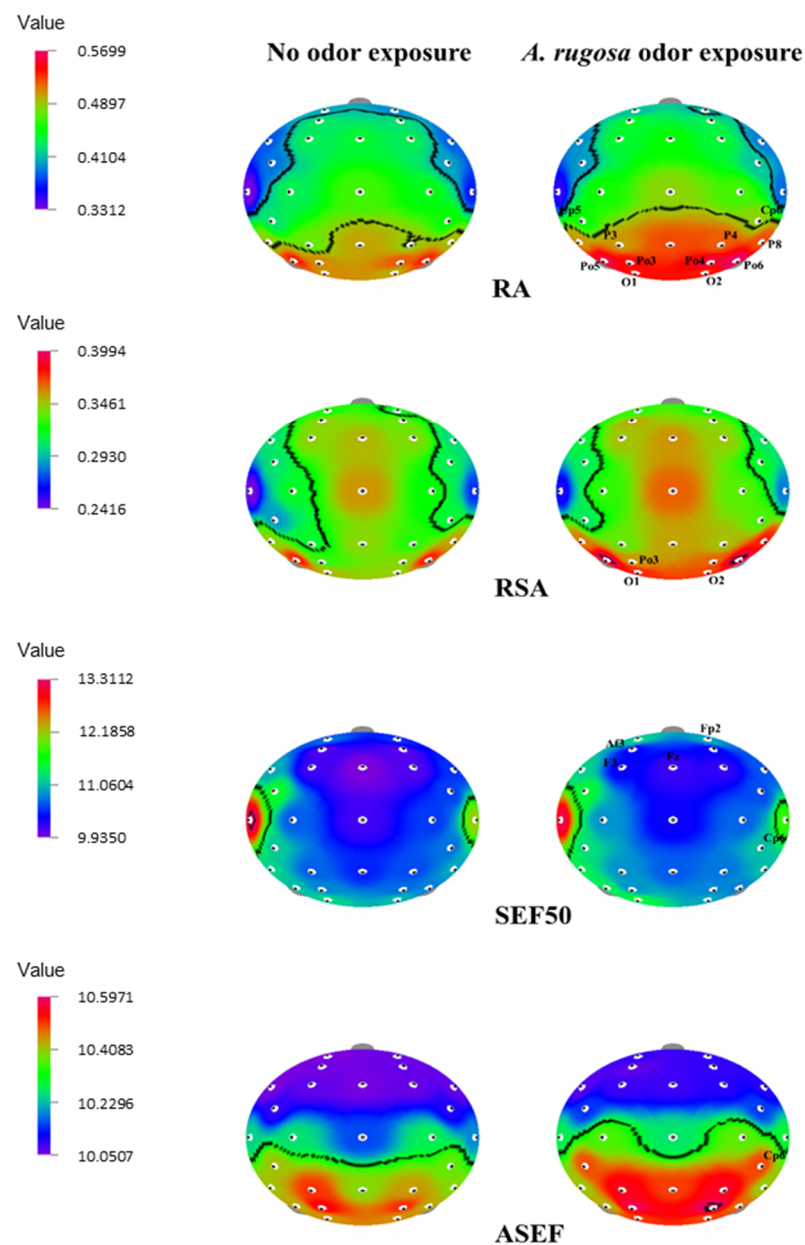 Value
0.5699
0.4897
0.4104
0.3312
No odor exposure
A. rugosa odor exposure
Cp5
Cp6
P3
P4
P8
Po5
Po3
Po4
Po6
O1
O2
RA
Value
0.3994
0.3461
0.2930
0.2416
Po3
O1
O2
RSA
Value
13.3112
12.1858
11.0604
9.9350
Fp2
Af3
F3
Fz
Cp6
SEF50
Value
10.5971
10.4083
10.2296
10.0507
Cp6
ASEF